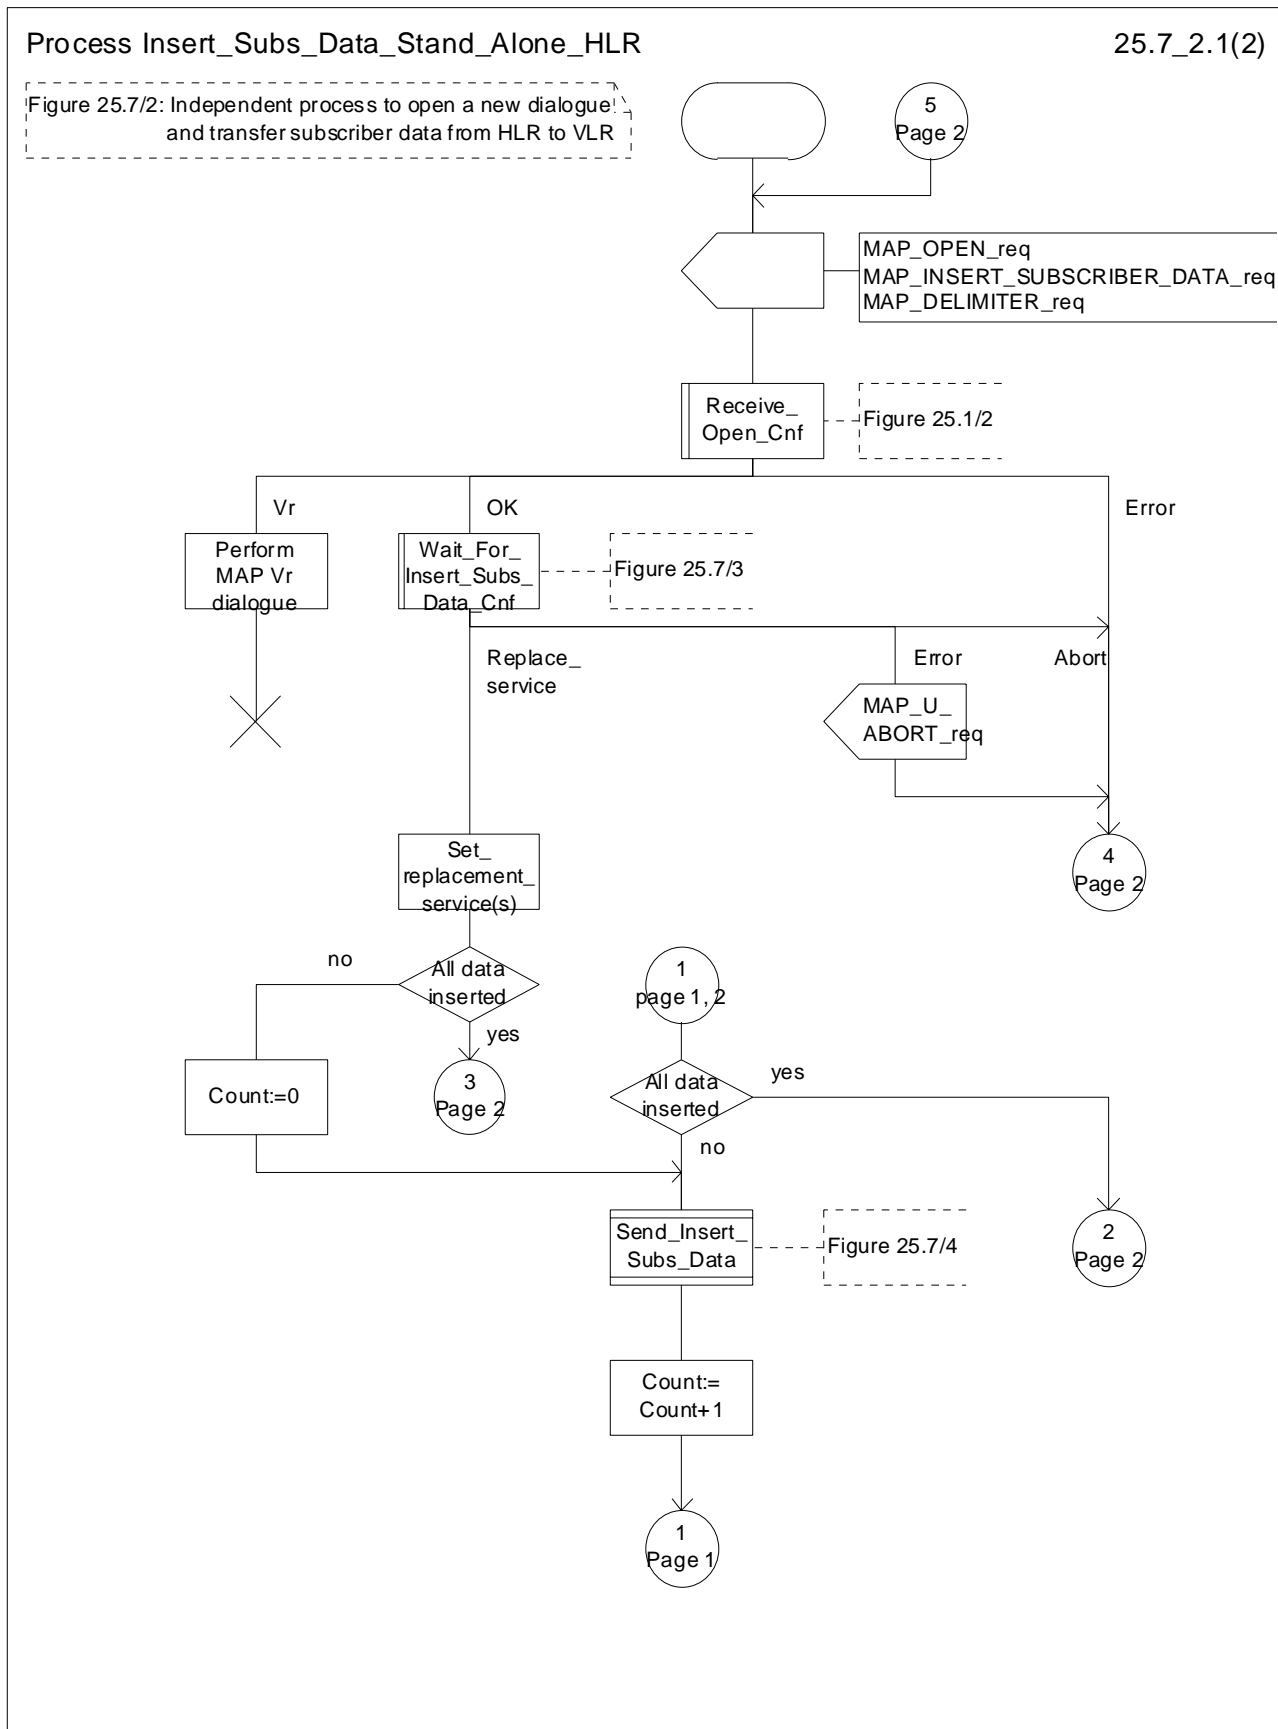 Process Insert_Subs_Data_Stand_Alone_HLR
25.7_2.1(2)
Figure 25.7/2: Independent process to open a new dialogue
and transfer subscriber data from HLR to VLR
5
Page 2
MAP_OPEN_req
MAP_INSERT_SUBSCRIBER_DATA_req
MAP_DELIMITER_req
Receive_
Open_Cnf
Figure 25.1/2
Vr
OK
Error
Perform
MAP Vr
dialogue
Wait_For_
Insert_Subs_
Data_Cnf
Figure 25.7/3
Replace_
service
Error
Abort
MAP_U_
ABORT_req
Set_
replacement_
service(s)
4
Page 2
no
All data
inserted
yes
1
page 1, 2
Count:=0
3
Page 2
All data
inserted
yes
no
Send_Insert_
Subs_Data
Figure 25.7/4
2
Page 2
Count:=
Count+1
1
Page 1